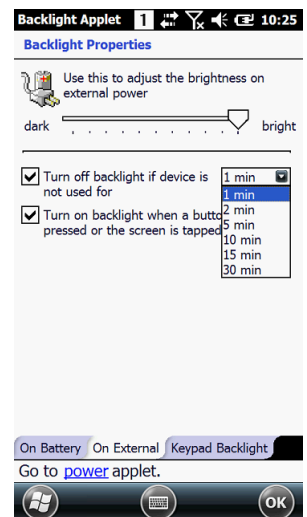 Backlight Applet 1 10:25
Backlight Properties
Use this to adjust the brightness on
external power
dark bright
Turn off backlight if device is 1 min
not used for
1 min
2 min
Turn on backlight when a butto
pressed or the screen is tapped
5 min
10 min
15 min
30 min
On Battery On External Keypad Backlight
Go to power applet.
OK